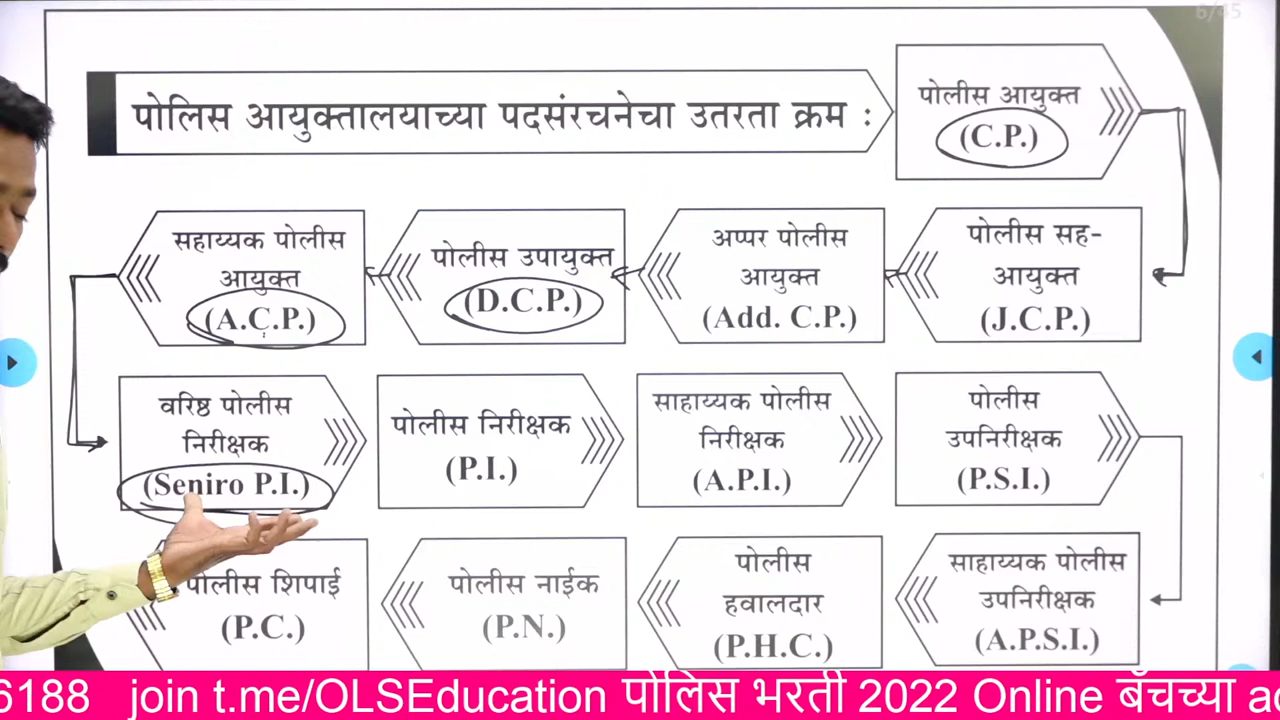 6/45
पोलिस आयुक्तालयाच्या पदसंरचनेचा उतरता क्रम :
पोलीस आयुक्त
(C.P.)
पोलीस सह-
आयुक्त
(J.C.P.)
अप्पर पोलीस
आयुक्त
(Add. C.P.)
पोलीस उपायुक्त
(D.C.P.)
सहाय्यक पोलीस
आयुक्त
(A.C.P.)
वरिष्ठ पोलीस
निरीक्षक
(Seniro P.I.)
पोलीस निरीक्षक
(P.I.)
साहाय्यक पोलीस
निरीक्षक
(A.P.I.)
पोलीस
उपनिरीक्षक
(P.S.I.)
साहाय्यक पोलीस
उपनिरीक्षक
(A.P.S.I.)
पोलीस
हवालदार
(P.H.C.)
पोलीस नाईक
(P.N.)
पोलीस शिपाई
(P.C.)
6188 join t.me/OLSEducation पोलिस भरती 2022 Online बॅचच्या ad